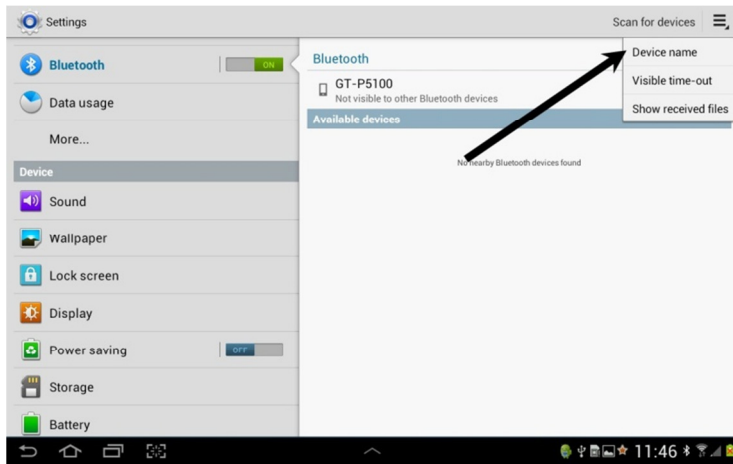 Settings
Scan for devices
Bluetooth
ON
Data usage
More...
Device
Sound
Wallpaper
Lock screen
Display
Power saving
OFF
Storage
Battery
Bluetooth
GT-P5100
Not visible to other Bluetooth devices
Available devices
No nearby Bluetooth devices found
Device name
Visible time-out
Show received files
11:46